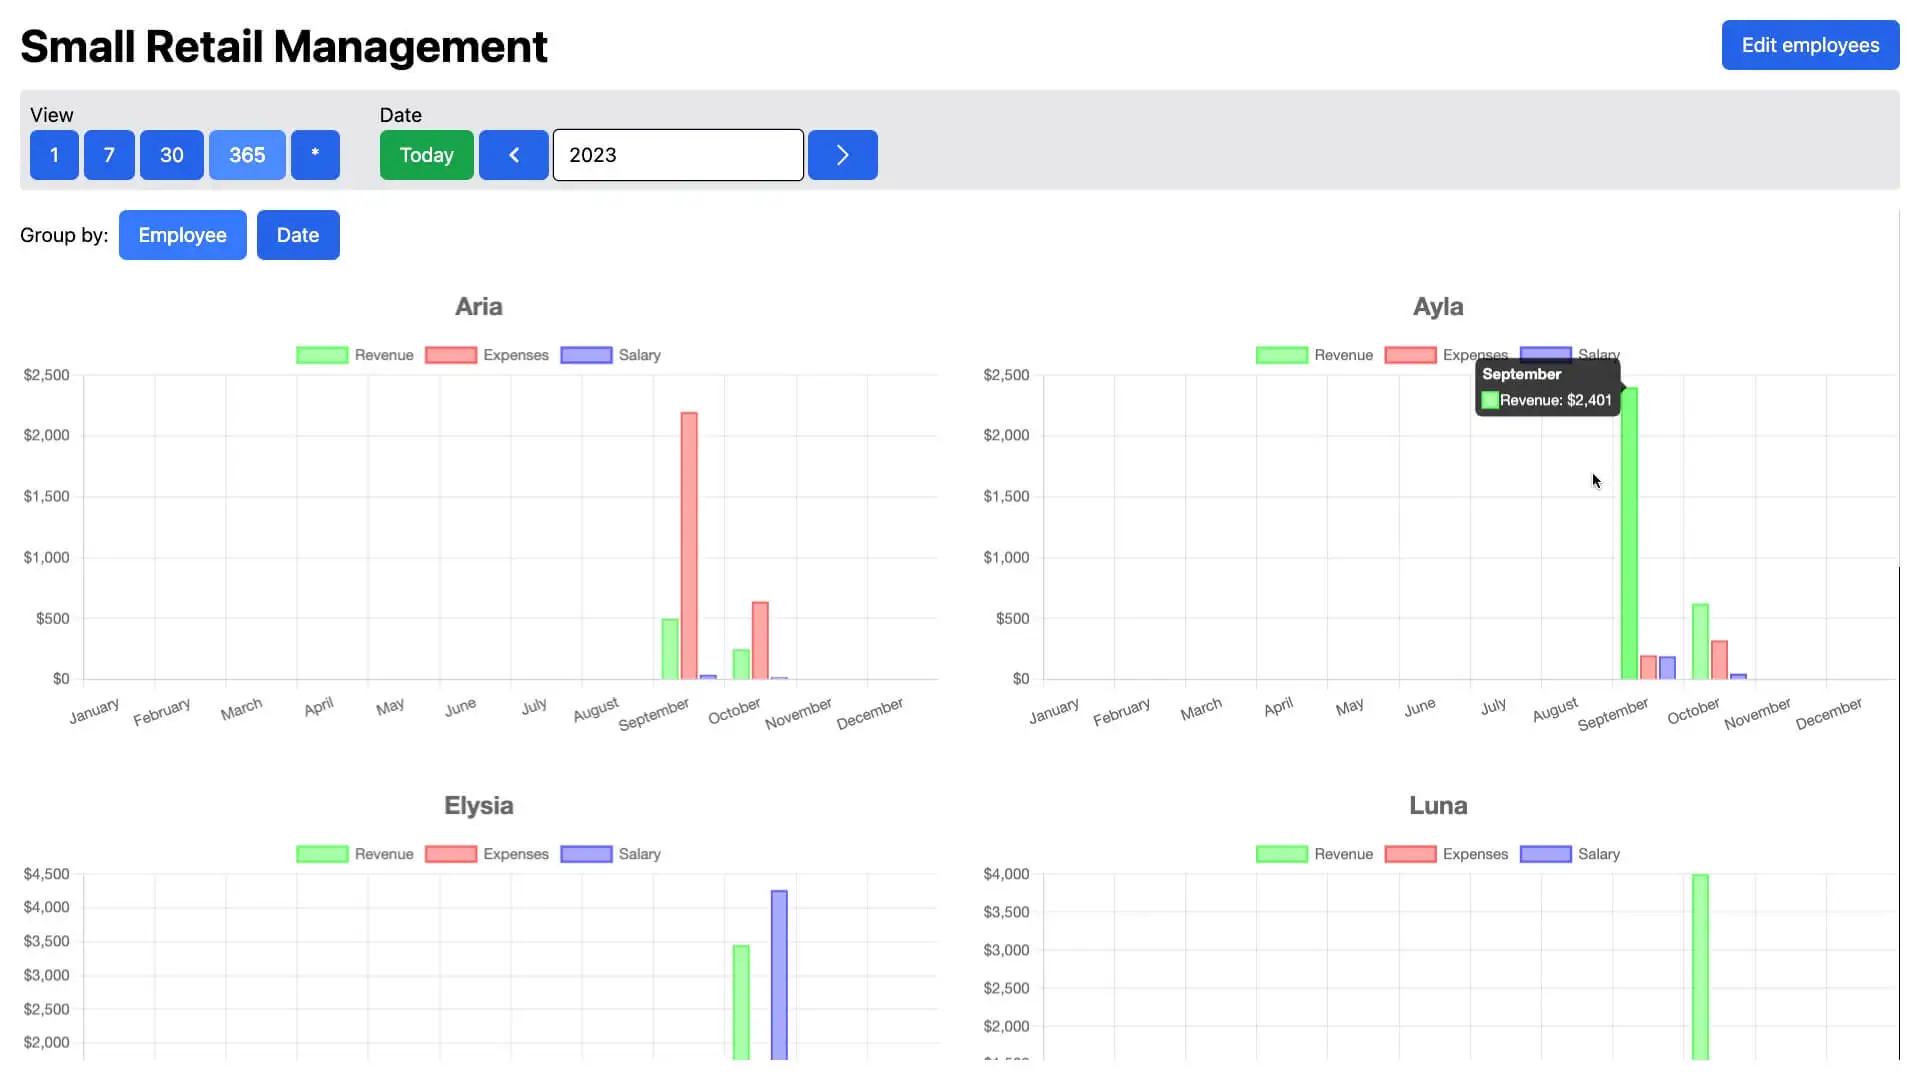 Small Retail Management
Edit employees
View
Date
1 7 30 365 *
Today
2023
Group by: Employee Date
Aria
Revenue Expenses Salary
$2,500
$2,000
$1,500
$1,000
$500
$0
January February March April May June July August September October November December
Ayla
Revenue Expenses Salary
September
Revenue: $2,401
$2,500
$2,000
$1,500
$1,000
$500
$0
January February March April May June July August September October November December
Elysia
Revenue Expenses Salary
$4,500
$4,000
$3,500
$3,000
$2,500
$2,000
Luna
Revenue Expenses Salary
$4,000
$3,500
$3,000
$2,500
$2,000